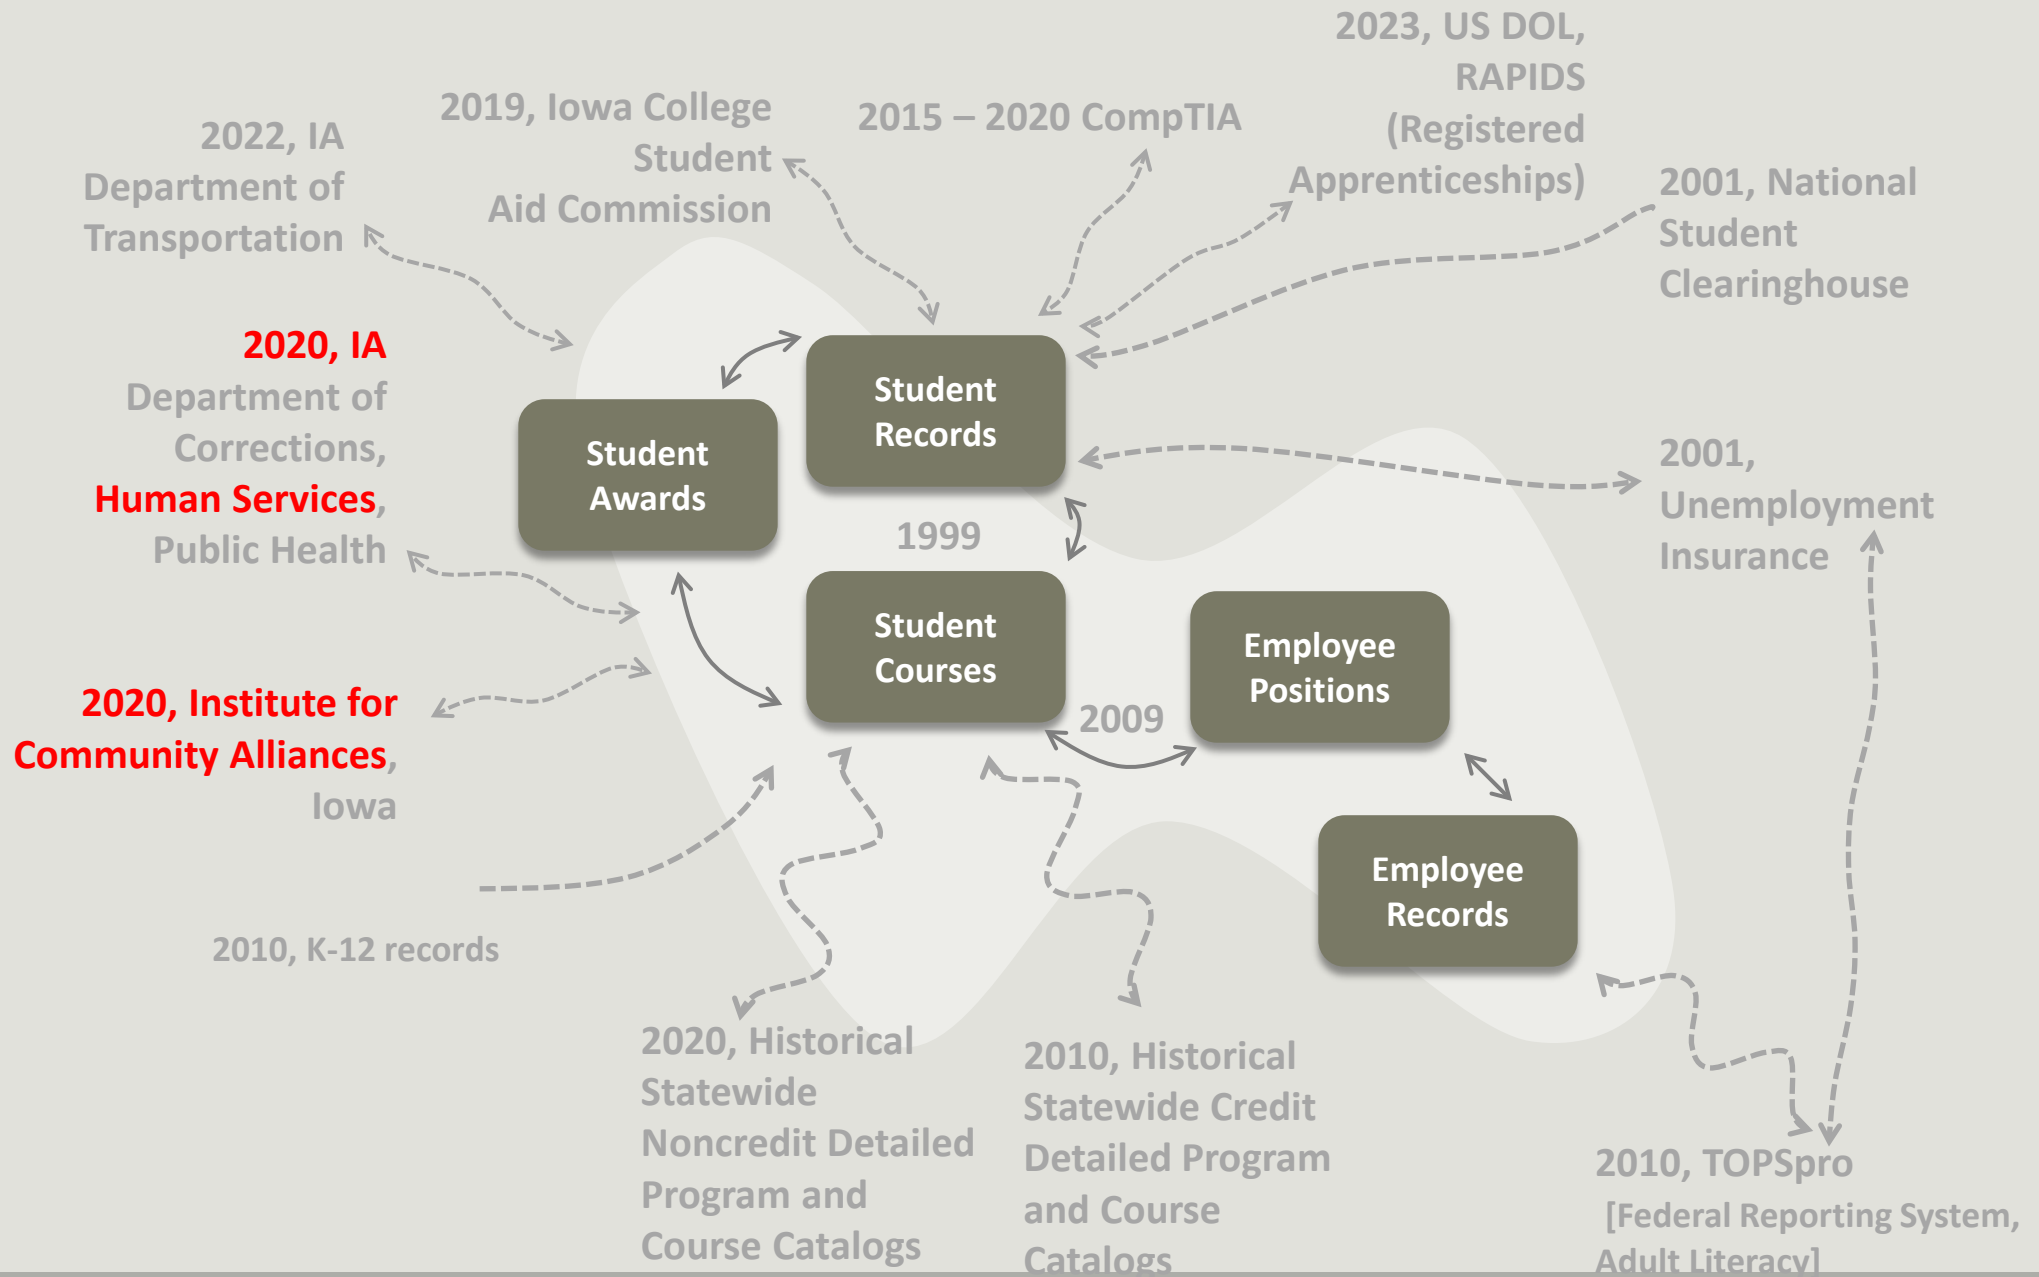 2022, IA
Department of
Transportation
2019, Iowa College
Student
Aid Commission
2015 – 2020 CompTIA
2023, US DOL,
RAPIDS
(Registered
Apprenticeships)
2001, National
Student
Clearinghouse
2020, IA
Department of
Corrections,
Human Services,
Public Health
Student
Awards
Student
Records
1999
2001,
Unemployment
Insurance
Student
Courses
Employee
Positions
2009
2020, Institute for
Community Alliances,
Iowa
Employee
Records
2010, K-12 records
2020, Historical
Statewide
Noncredit Detailed
Program and
Course Catalogs
2010, Historical
Statewide Credit
Detailed Program
and Course
Catalogs
2010, TOPSpro
[Federal Reporting System,
Adult Literacy]